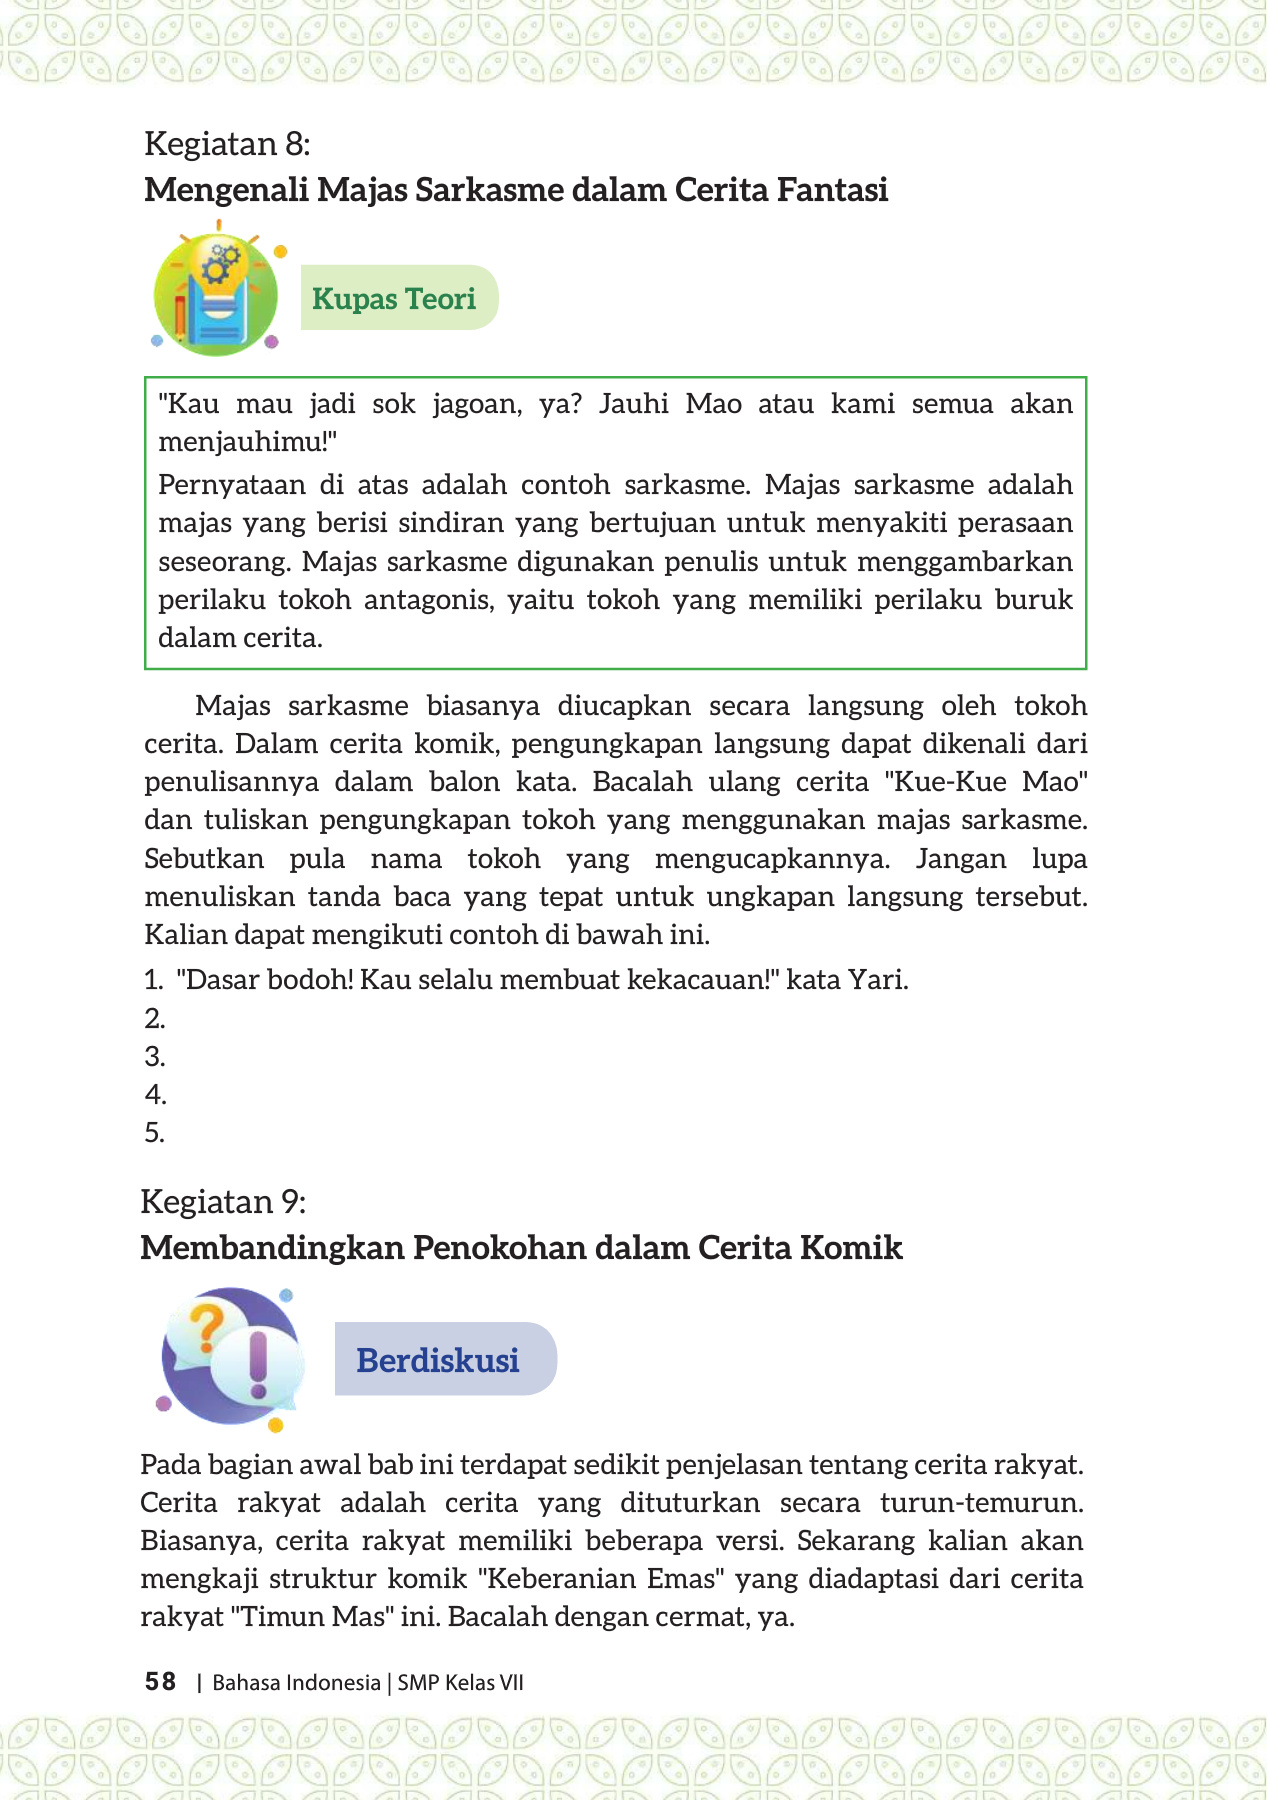 Kegiatan 8:
Mengenali Majas Sarkasme dalam Cerita Fantasi
Kupas Teori
"Kau mau jadi sok jagoan, ya? Jauhi Mao atau kami semua akan
menjauhimu!"
Pernyataan di atas adalah contoh sarkasme. Majas sarkasme adalah
majas yang berisi sindiran yang bertujuan untuk menyakiti perasaan
seseorang. Majas sarkasme digunakan penulis untuk menggambarkan
perilaku tokoh antagonis, yaitu tokoh yang memiliki perilaku buruk
dalam cerita.
Majas sarkasme biasanya diucapkan secara langsung oleh tokoh
cerita. Dalam cerita komik, pengungkapan langsung dapat dikenali dari
penulisannya dalam balon kata. Bacalah ulang cerita "Kue-Kue Mao"
dan tuliskan pengungkapan tokoh yang menggunakan majas sarkasme.
Sebutkan pula nama tokoh yang mengucapkannya. Jangan lupa
menuliskan tanda baca yang tepat untuk ungkapan langsung tersebut.
Kalian dapat mengikuti contoh di bawah ini.
1. "Dasar bodoh! Kau selalu membuat kekacauan!" kata Yari.
2.
3.
4.
5.
Kegiatan 9:
Membandingkan Penokohan dalam Cerita Komik
Berdiskusi
Pada bagian awal bab ini terdapat sedikit penjelasan tentang cerita rakyat.
Cerita rakyat adalah cerita yang dituturkan secara turun-temurun.
Biasanya, cerita rakyat memiliki beberapa versi. Sekarang kalian akan
mengkaji struktur komik "Keberanian Emas" yang diadaptasi dari cerita
rakyat "Timun Mas" ini. Bacalah dengan cermat, ya.
58 | Bahasa Indonesia | SMP Kelas VII